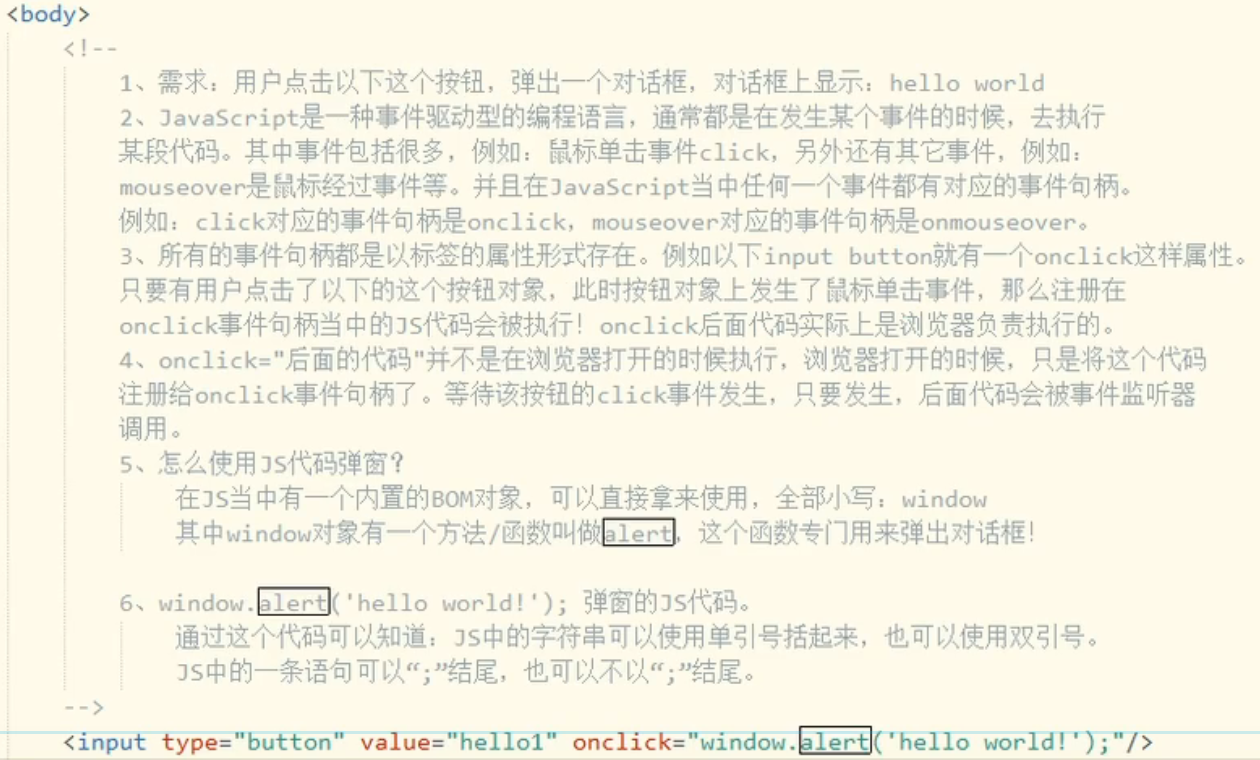 <body>
<!--
1、需求：用户点击以下这个按钮，弹出一个对话框，对话框上显示：hello world
2、JavaScript是一种事件驱动型的编程语言，通常都是在发生某个事件的时候，去执行
某段代码。其中事件包括很多，例如：鼠标单击事件click，另外还有其它事件，例如：
mouseover是鼠标经过事件等。并且在JavaScript当中任何一个事件都有对应的事件句柄。
例如：click对应的事件句柄是onclick，mouseover对应的事件句柄是onmouseover。
3、所有的事件句柄都是以标签的属性形式存在。例如以下input button就有一个onclick这样属性。
只要有用户点击了以下的这个按钮对象，此时按钮对象上发生了鼠标单击事件，那么注册在
onclick事件句柄当中的JS代码会被执行！onclick后面代码实际上是浏览器负责执行的。
4、onclick="后面的代码"并不是在浏览器打开的时候执行，浏览器打开的时候，只是将这个代码
注册给onclick事件句柄了。等待该按钮的click事件发生，只要发生，后面代码会被事件监听器
调用。
5、怎么使用JS代码弹窗？
在JS当中有一个内置的BOM对象，可以直接拿来使用，全部小写：window
其中window对象有一个方法/函数叫做alert，这个函数专门用来弹出对话框！
6、window.alert('hello world!'); 弹窗的JS代码。
通过这个代码可以知道：JS中的字符串可以使用单引号括起来，也可以使用双引号。
JS中的一条语句可以“;”结尾，也可以不以“;”结尾。
-->
<input type="button" value="hello1" onclick="window.alert('hello world!');"/>